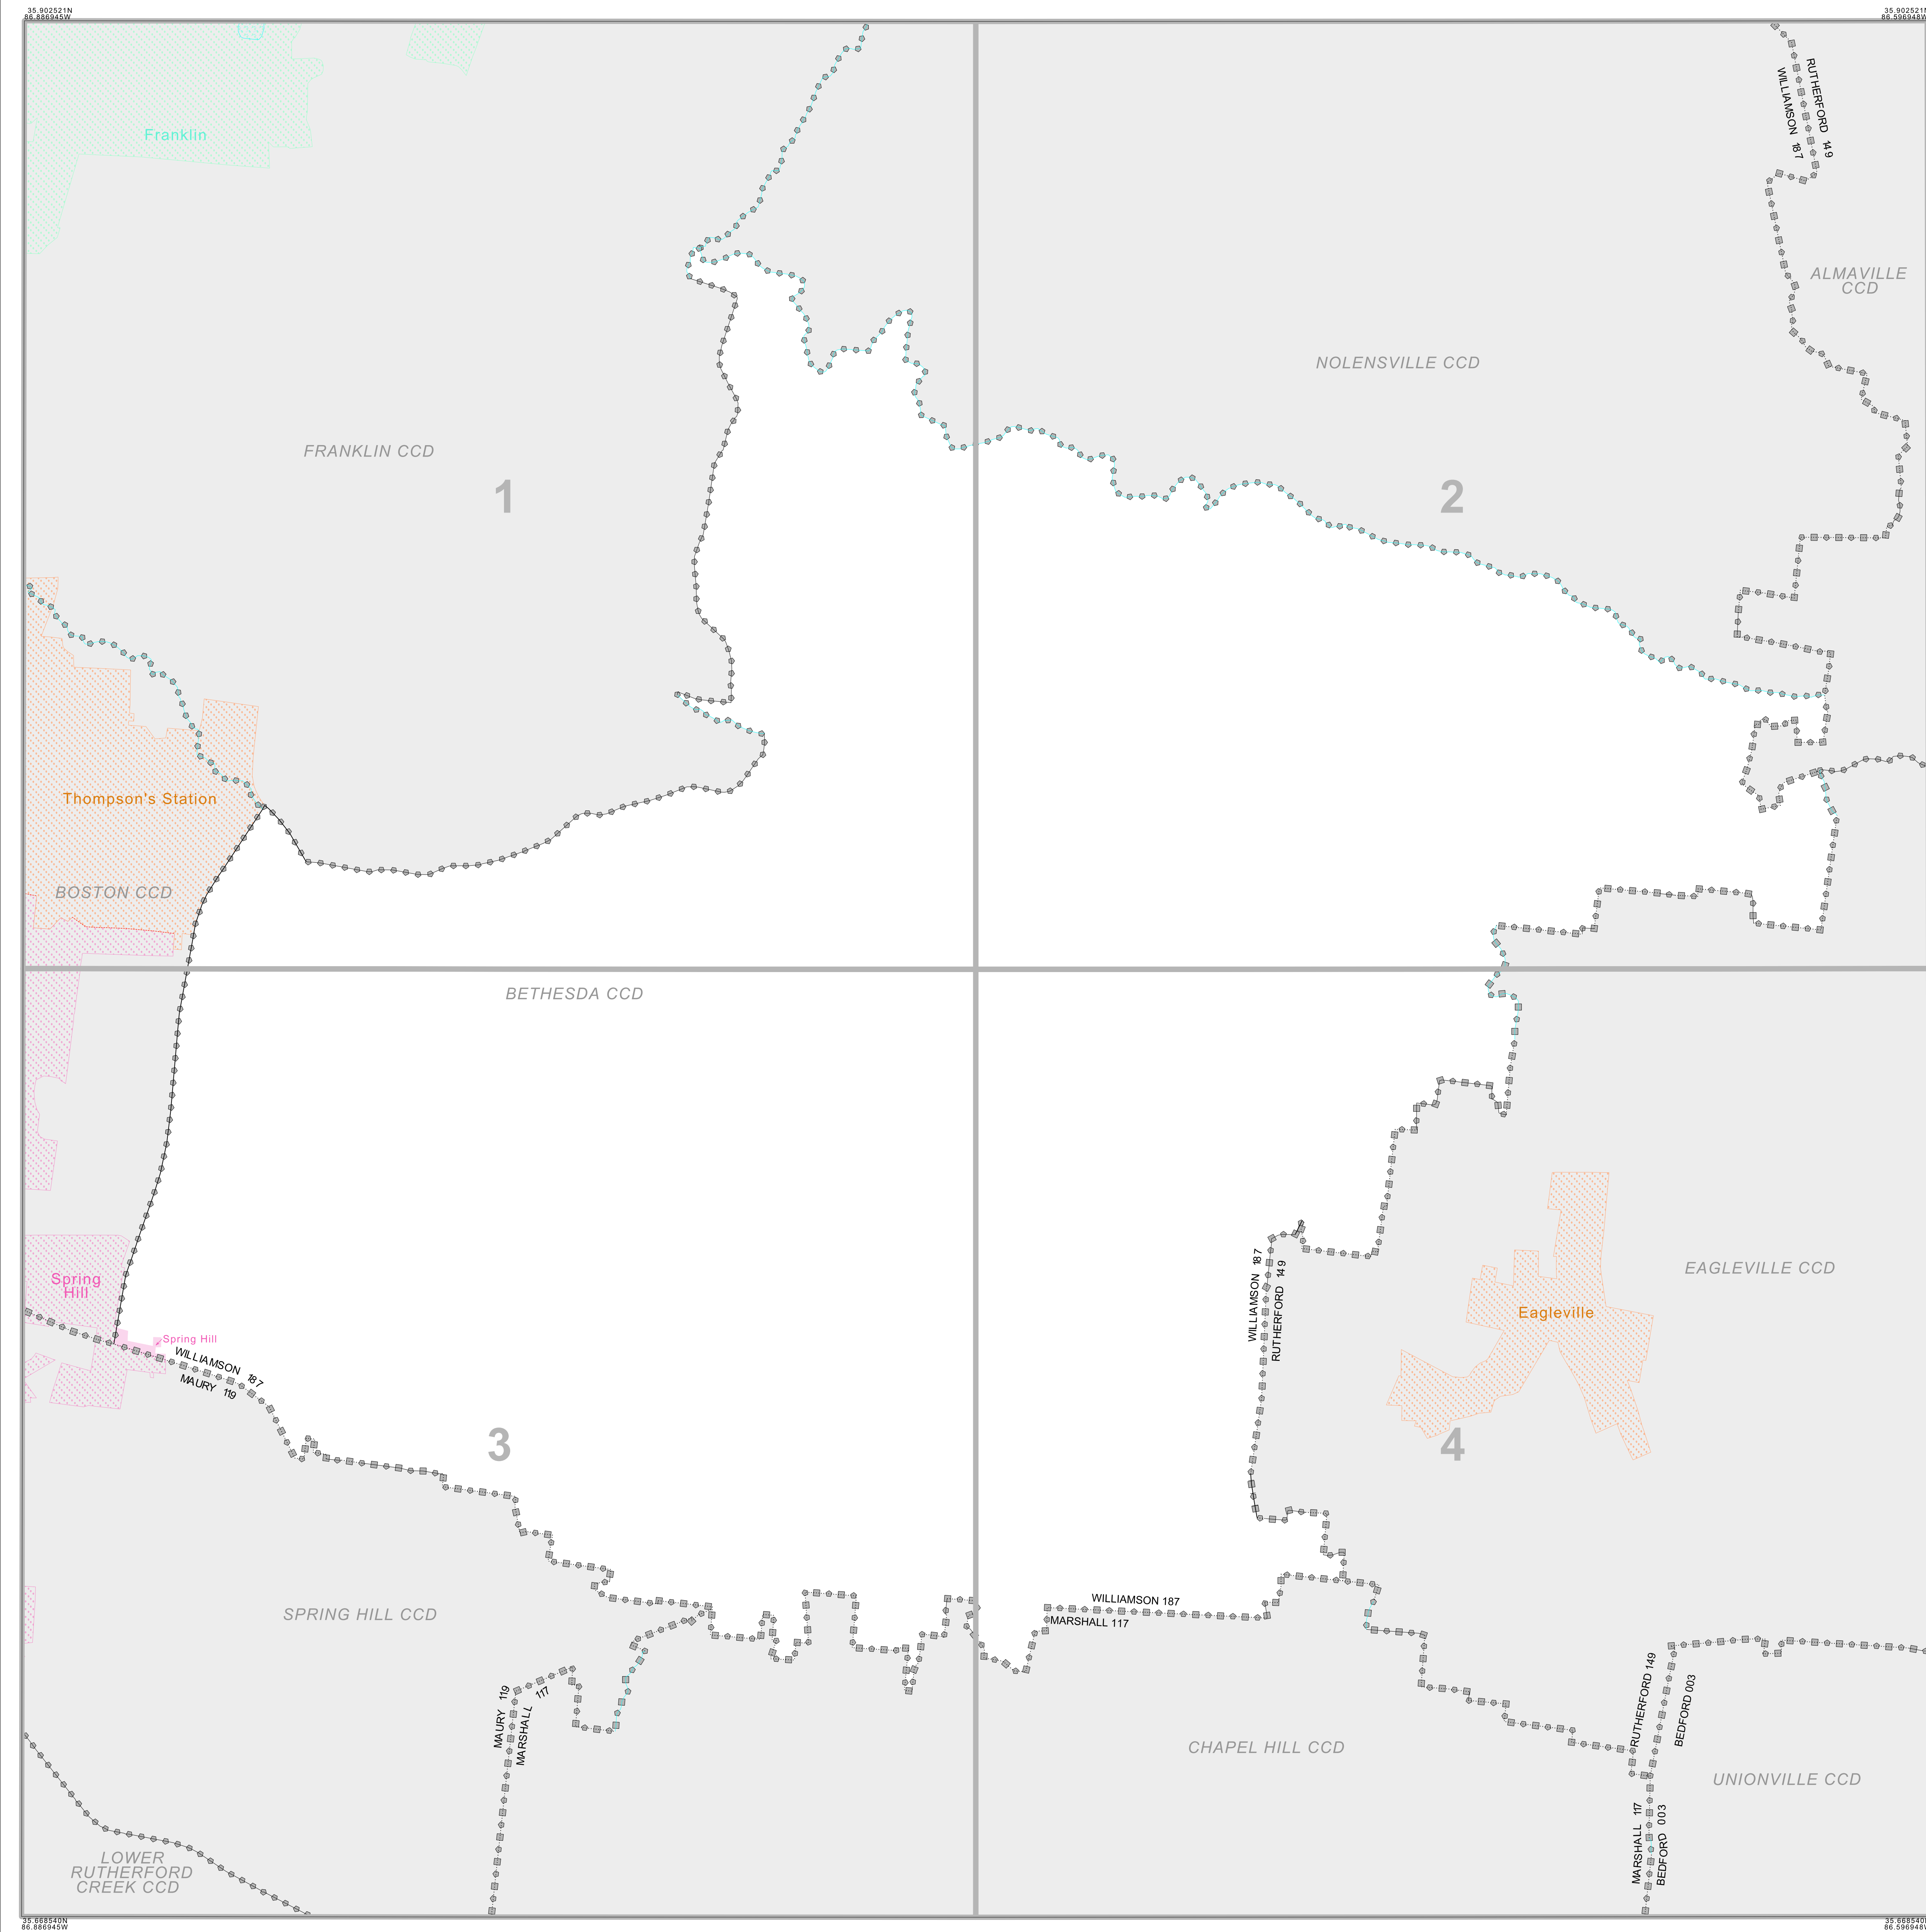 35.902521N
86.886945W
35.902521N
86.596948W
RUTHERFORD 149
WILLIAMSON 187
Franklin
ALMAVILLE
CCD
NOLENSVILLE CCD
FRANKLIN CCD
1
2
Thompson's Station
BOSTON CCD
BETHESDA CCD
WILLIAMSON 187
RUTHERFORD 149
EAGLEVILLE CCD
Spring
Hill
Eagleville
Spring Hill
WILLIAMSON 187
MAURY 119
3
4
WILLIAMSON 187
MARSHALL 117
SPRING HILL CCD
MAURY 119
MARSHALL 117
RUTHERFORD 149
BEDFORD 003
CHAPEL HILL CCD
UNIONVILLE CCD
MARSHALL 117
BEDFORD 003
LOWER
RUTHERFORD
CREEK CCD
35.668540N
86.886945W
35.668540N
86.596948W